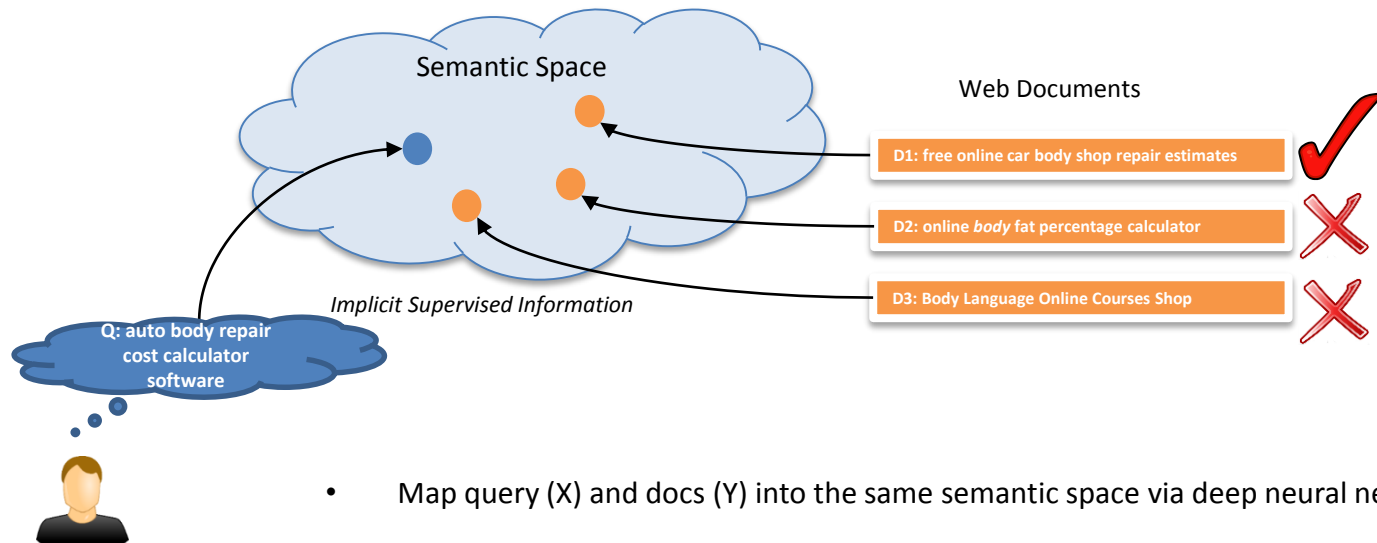 Semantic Space
Web Documents
D1: free online car body shop repair estimates
D2: online body fat percentage calculator
D3: Body Language Online Courses Shop
Implicit Supervised Information
Q: auto body repair
cost calculator
software
• Map query (X) and docs (Y) into the same semantic space via deep neural ne